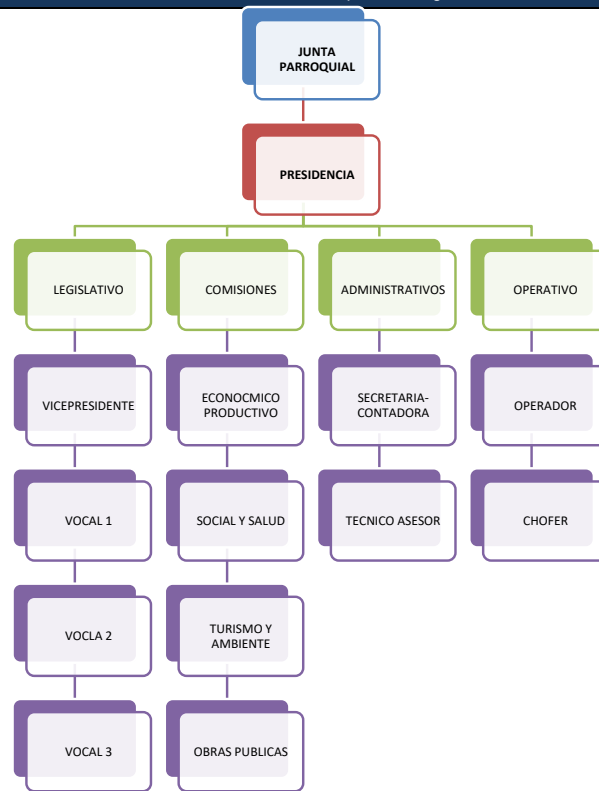 JUNTA
PARROQUIAL
PRESIDENCIA
LEGISLATIVO
COMISIONES
ADMINISTRATIVOS
OPERATIVO
VICEPRESIDENTE
ECONOCMICO
PRODUCTIVO
SECRETARIA-
CONTADORA
OPERADOR
VOCAL 1
SOCIAL Y SALUD
TECNICO ASESOR
CHOFER
VOCLA 2
TURISMO Y
AMBIENTE
VOCAL 3
OBRAS PUBLICAS